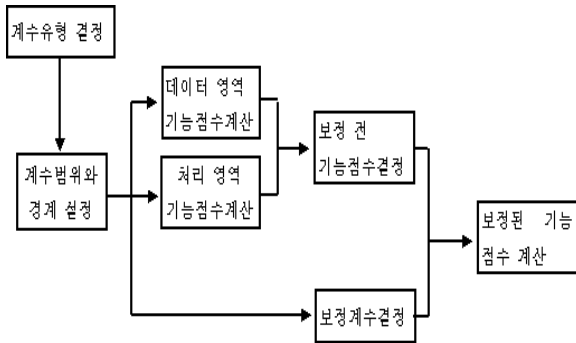 계수유형 결정
데이터 영역
기능점수계산
보정 전
기능점수결정
계수범위와
경계 설정
처리 영역
기능점수계산
보정된 기능
점수 계산
보정계수결정